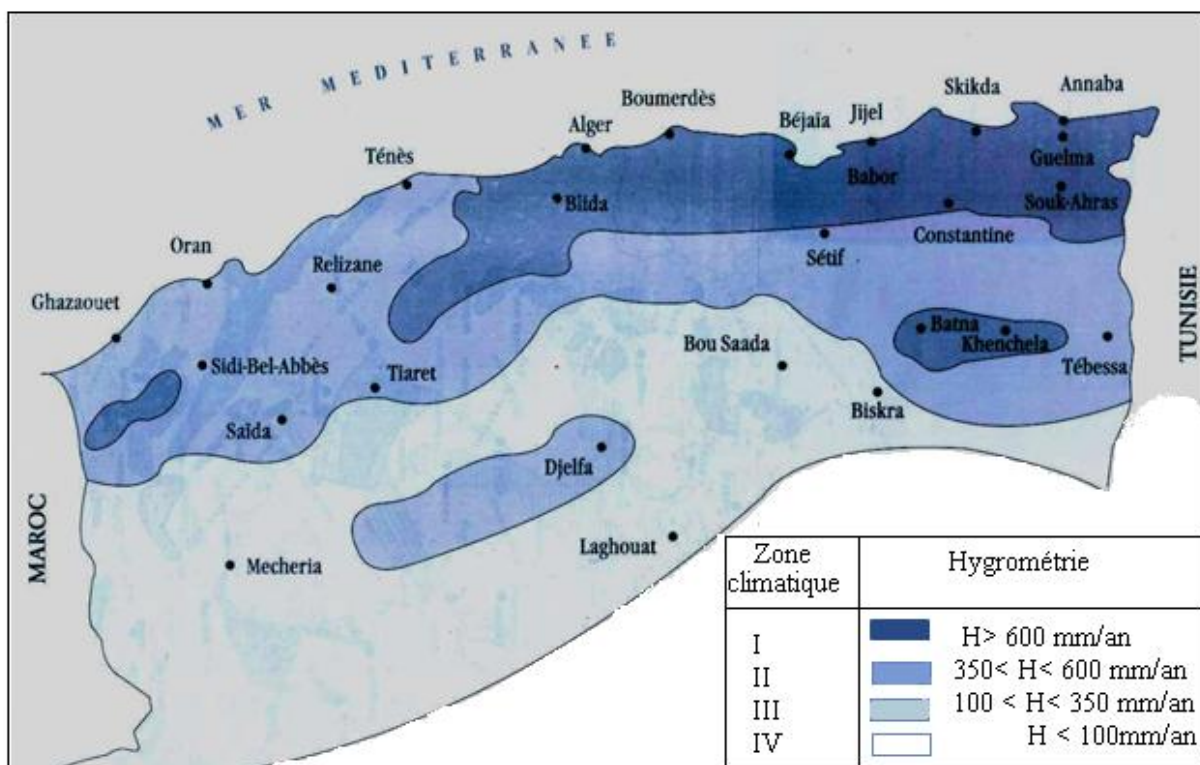 MER MEDITERRANEE
Skikda
Annaba
Boumerdès
Béjaïa
Jijel
Alger
Guelma
Ténès
Babor
Souk-Ahras
Blida
Constantine
Oran
Sétif
Relizane
Ghazaouet
TUNISIE
Batna
Khenchela
Bou Saada
Tébessa
Sidi-Bel-Abbès
Tiaret
Biskra
Saïda
Djelfa
MAROC
Laghouat
Mecheria
Zone climatique
Hygrométrie
I
H> 600 mm/an
II
350< H< 600 mm/an
III
100 < H< 350 mm/an
IV
H < 100mm/an